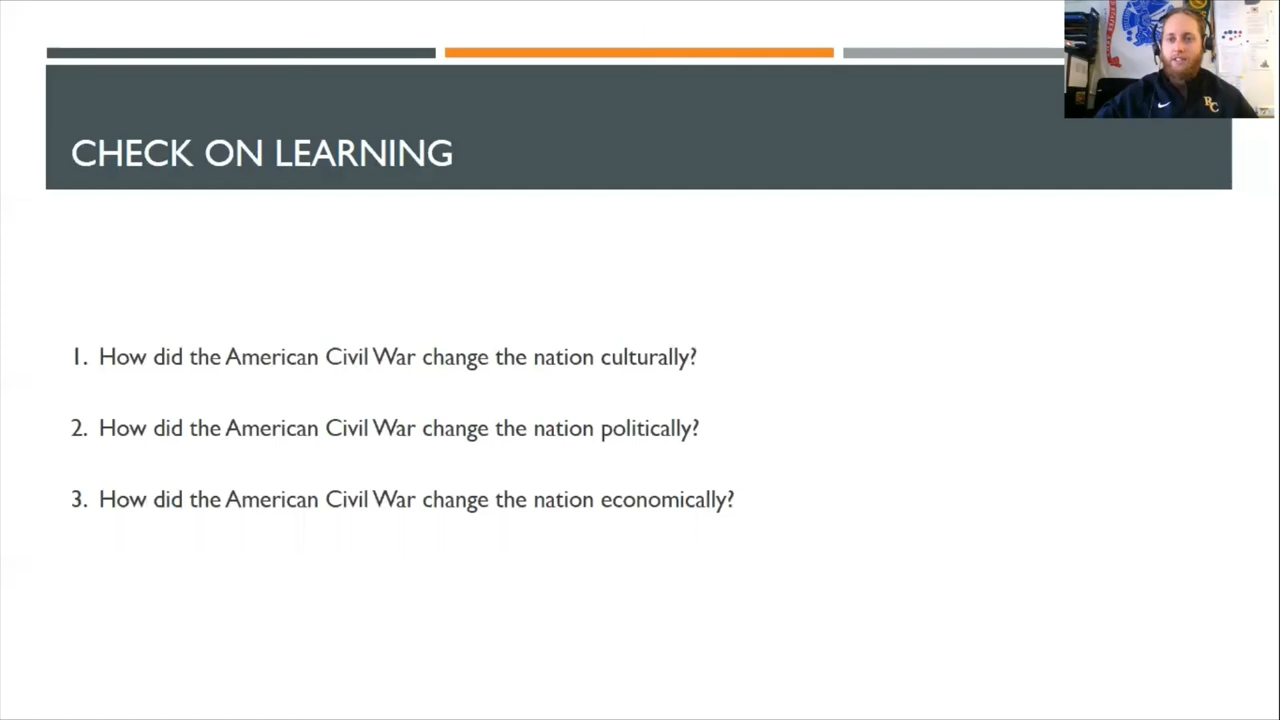 CHECK ON LEARNING
1. How did the American Civil War change the nation culturally?
2. How did the American Civil War change the nation politically?
3. How did the American Civil War change the nation economically?
RC